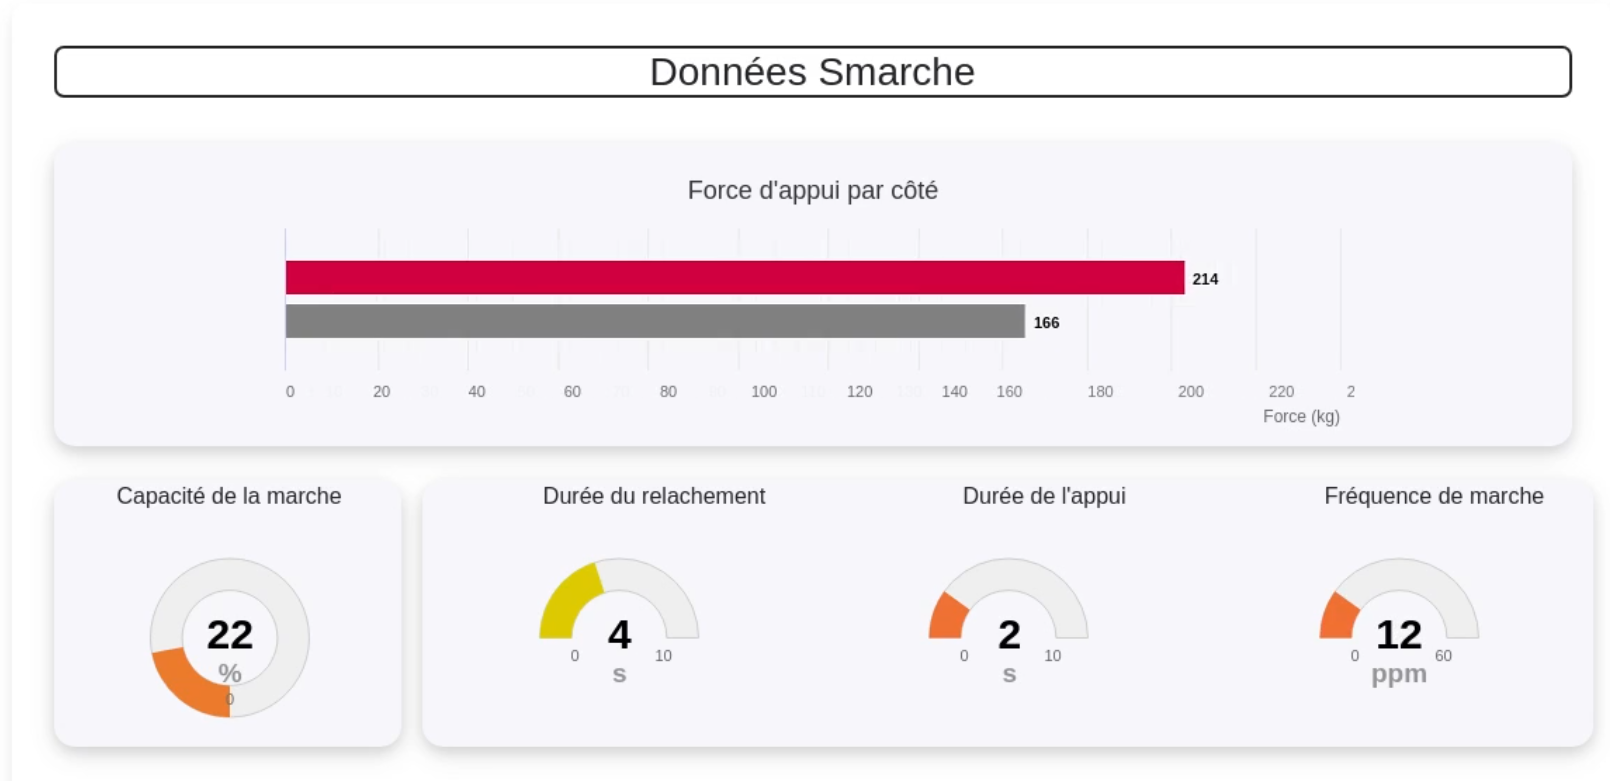 Données Smarche
Force d'appui par côté
214
166
0 20 40 60 80 100 120 140 160 180 200 220 2
Force (kg)
Capacité de la marche Durée du relachement Durée de l'appui Fréquence de marche
22 4 2 12
0 10 0 10 0 60
% s s ppm
0